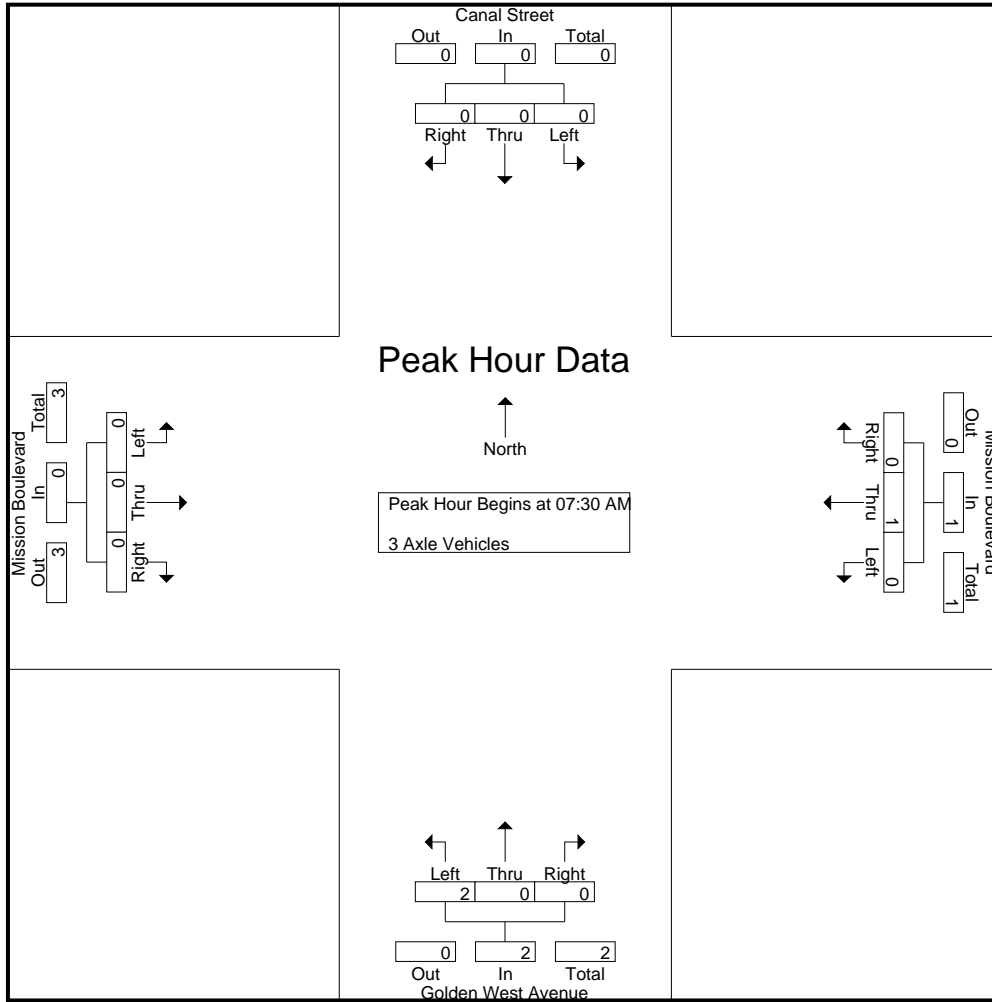 Canal Street
Out In Total
0 0 0
0 0 0
Right Thru Left
Peak Hour Data
North
Peak Hour Begins at 07:30 AM
3 Axle Vehicles
Mission Boulevard
Total In Out
3 0 3
0 0 0
Left Thru Right
Mission Boulevard
Out In Total
0 1 1
0 1 0
Right Thru Left
Left Thru Right
2 0 0
0 2 2
Out In Total
Golden West Avenue